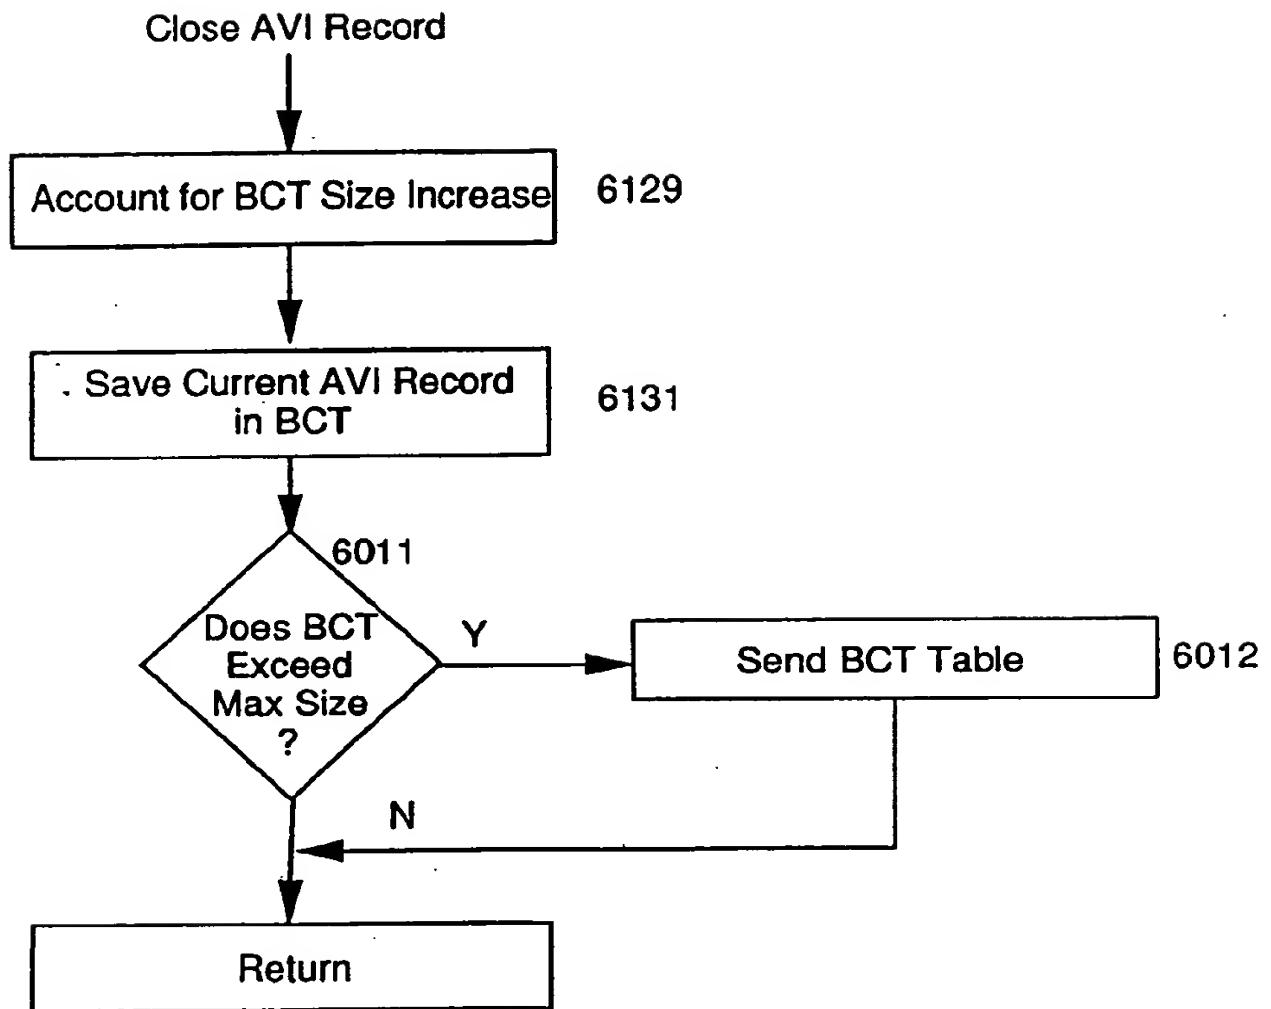 Close AVI Record
Account for BCT Size Increase
6129
Save Current AVI Record
in BCT
6131
6011
Does BCT
Exceed
Max Size
?
Y
Send BCT Table
6012
N
Return